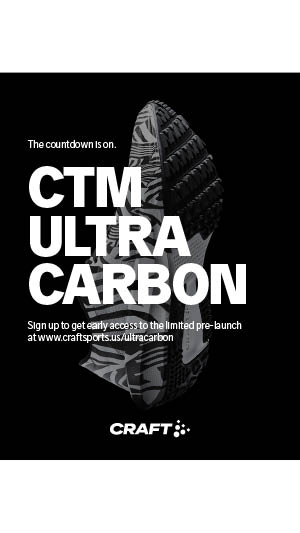 The countdown is on.
CTM
ULTRA
CARBON
Sign up to get early access to the limited pre-launch
at www.craftsports.us/ultracarbon
CRAFT